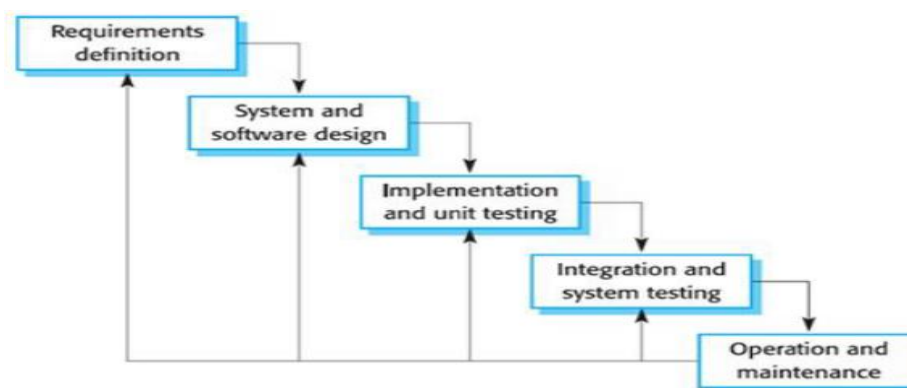 Requirements
definition
System and
software design
Implementation
and unit testing
Integration and
system testing
Operation and
maintenance